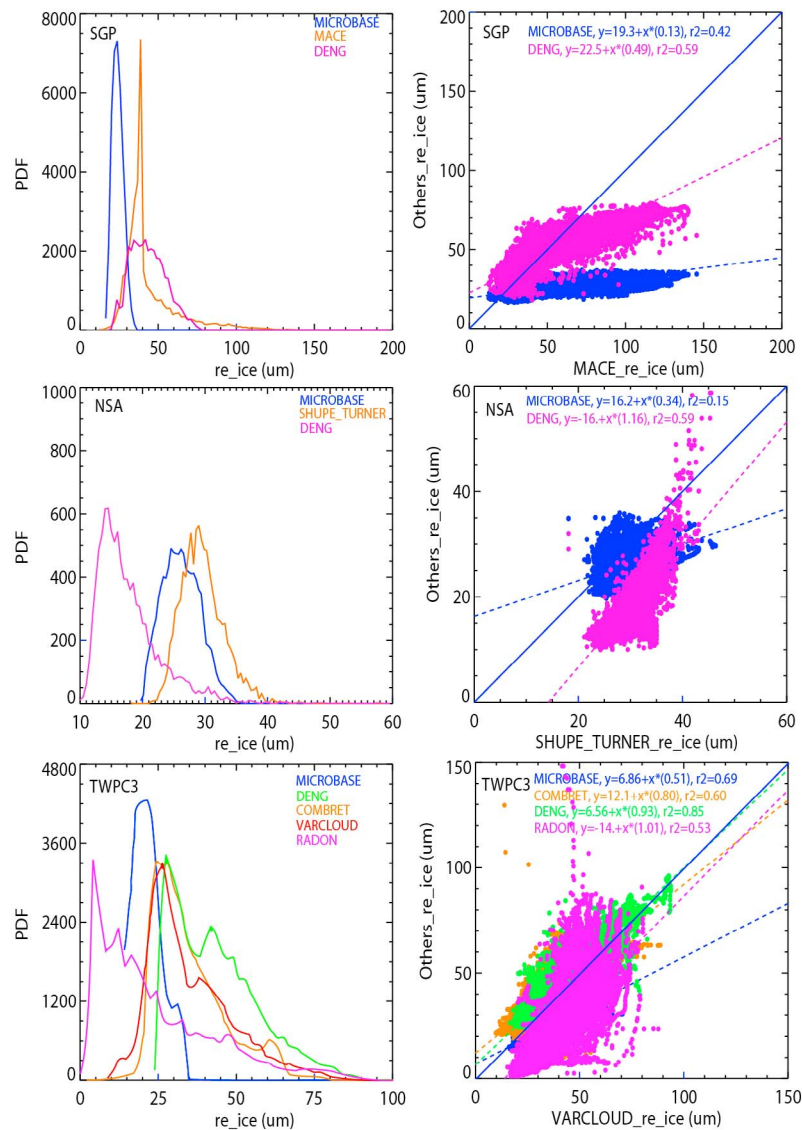 SGP
MICROBASE
MACE
DENG
8000
6000
4000
2000
0
PDF
0 50 100 150 200
re_ice (um)
SGP
MICROBASE, y=19.3+x*(0.13), r2=0.42
DENG, y=22.5+x*(0.49), r2=0.59
200
150
100
50
0
Others_re_ice (um)
0 50 100 150 200
MACE_re_ice (um)
NSA
MICROBASE
SHUPE_TURNER
DENG
1000
800
600
400
200
0
PDF
10 20 30 40 50 60
re_ice (um)
NSA
MICROBASE, y=16.2+x*(0.34), r2=0.15
DENG, y=-16.+x*(1.16), r2=0.59
60
40
20
0
Others_re_ice (um)
0 20 40 60
SHUPE_TURNER_re_ice (um)
TWPC3
MICROBASE
DENG
COMBRET
VARCLOUD
RADON
4800
3600
2400
1200
0
PDF
0 25 50 75 100
re_ice (um)
TWPC3
MICROBASE, y=6.86+x*(0.51), r2=0.69
COMBRET, y=12.1+x*(0.80), r2=0.60
DENG, y=6.56+x*(0.93), r2=0.85
RADON, y=-14.+x*(1.01), r2=0.53
150
100
50
0
Others_re_ice (um)
0 50 100 150
VARCLOUD_re_ice (um)